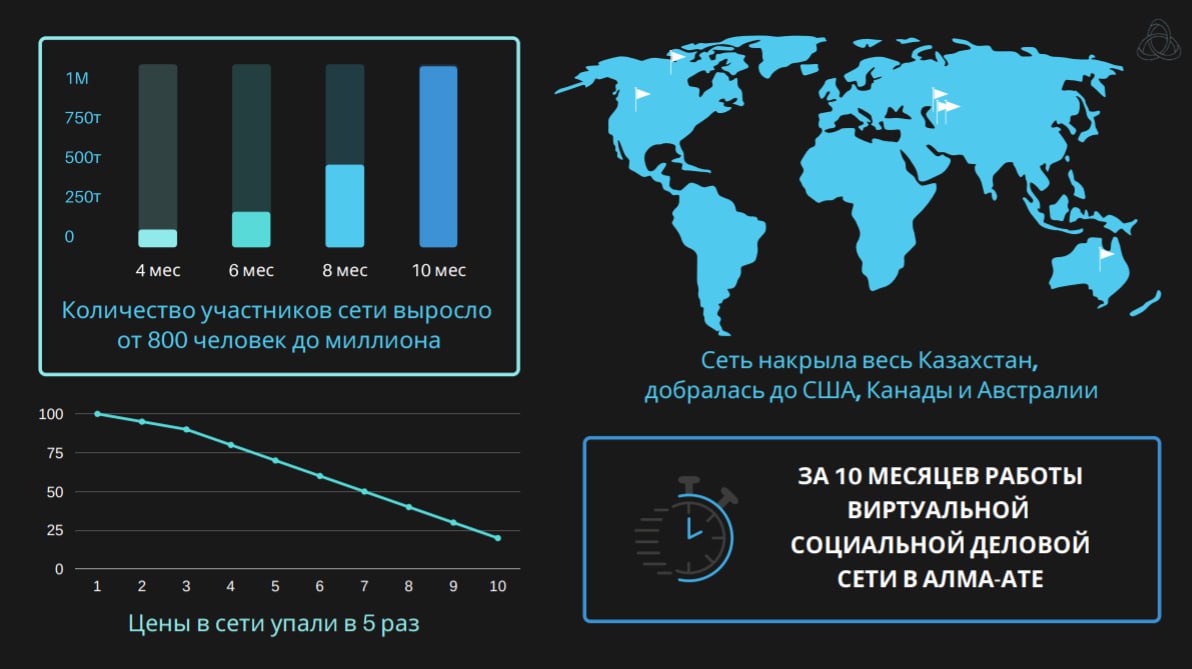 1М
750т
500т
250т
0
4 мес 6 мес 8 мес 10 мес
Количество участников сети выросло
от 800 человек до миллиона
Сеть накрыла весь Казахстан,
добралась до США, Канады и Австралии
100
75
50
25
0
1 2 3 4 5 6 7 8 9 10
Цены в сети упали в 5 раз
ЗА 10 МЕСЯЦЕВ РАБОТЫ
ВИРТУАЛЬНОЙ
СОЦИАЛЬНОЙ ДЕЛОВОЙ
СЕТИ В АЛМА-АТЕ